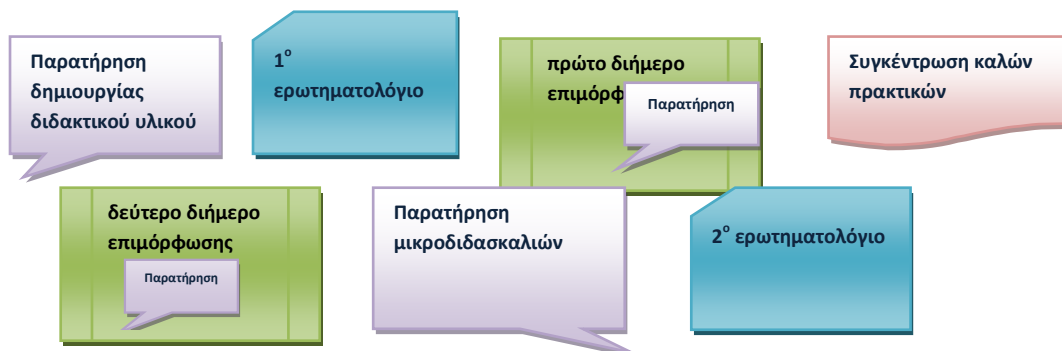 Παρατήρηση
δημιουργίας
διδακτικού υλικού
1ο
ερωτηματολόγιο
πρώτο διήμερο
Παρατήρηση
Συγκέντρωση καλών
πρακτικών
δεύτερο διήμερο
επιμόρφωσης
Παρατήρηση
Παρατήρηση
μικροδιδασκαλιών
2ο ερωτηματολόγιο